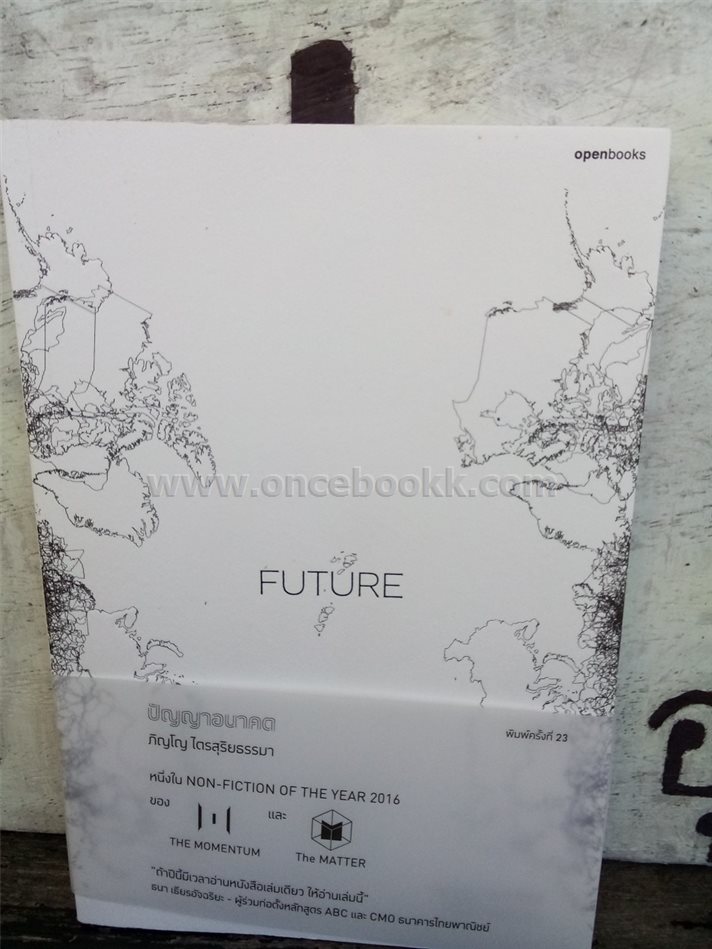 openbooks
www.oncebookk.com
FUTURE
ปัญญาอนาคต
ภิญโญ ไตรสุริยธรรมา
พิมพ์ครั้งที่ 23
หนึ่งใน NON-FICTION OF THE YEAR 2016
ของ
และ
THE MOMENTUM
The MATTER
"ถ้าปีนี้มีเวลาอ่านหนังสือเล่มเดียว ให้อ่านเล่มนี้"
ธนา เธียรอัจฉริยะ - ผู้ร่วมก่อตั้งหลักสูตร ABC และ CMO ธนาคารไทยพาณิชย์